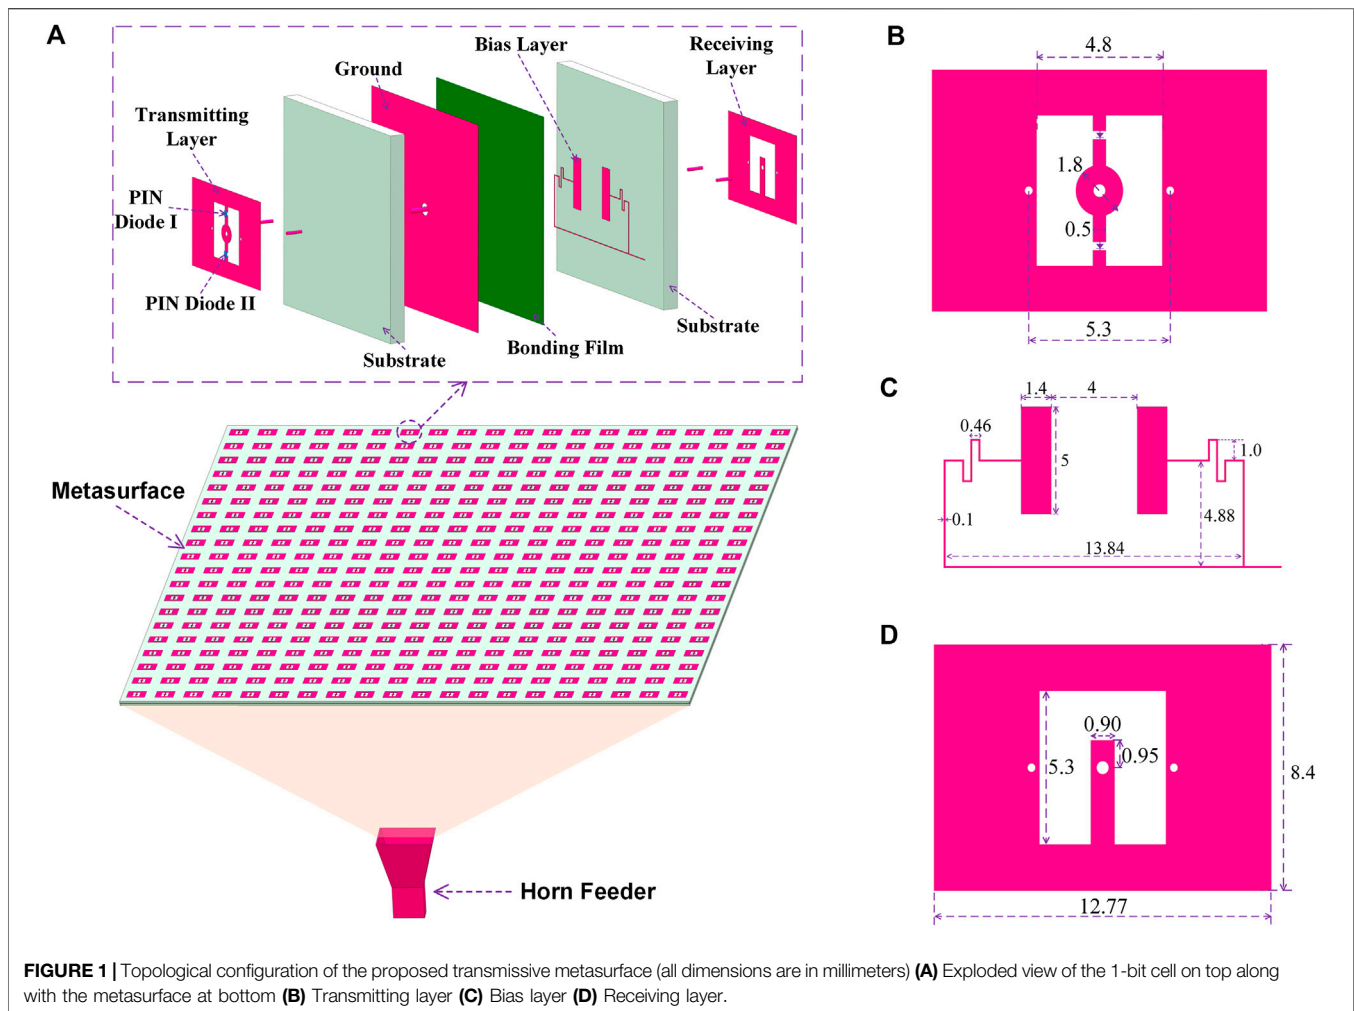 A
Bias Layer
Receiving
Layer
Ground
Transmitting
Layer
PIN
Diode I
PIN Diode II
Substrate
Bonding Film
Substrate
Metasurface
Horn Feeder
B
4.8
1.8
0.5
5.3
C
1.4
4
0.46
5
1.0
0.1
4.88
13.84
D
0.90
0.95
5.3
8.4
12.77
FIGURE 1 | Topological configuration of the proposed transmissive metasurface (all dimensions are in millimeters) (A) Exploded view of the 1-bit cell on top along
with the metasurface at bottom (B) Transmitting layer (C) Bias layer (D) Receiving layer.